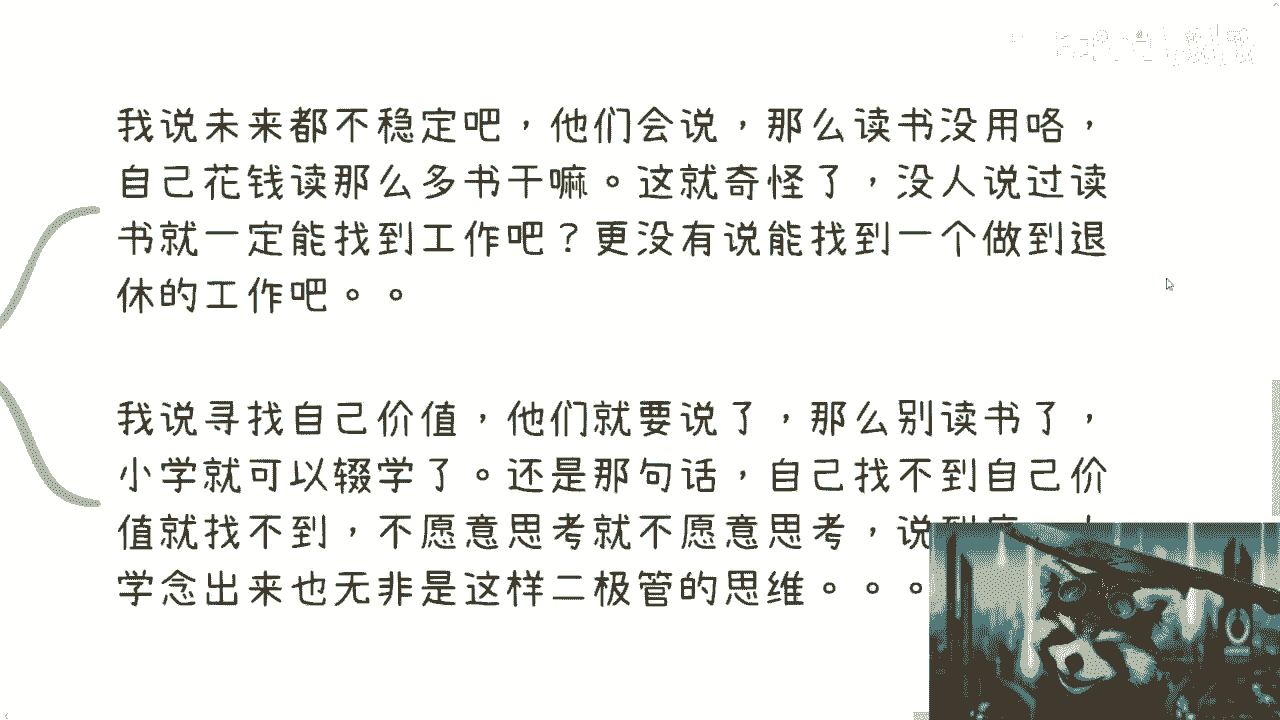 我说未来都不稳定吧，他们会说，那么读书没用咯，
自己花钱读那么多书干嘛。这就奇怪了，没人说过读
书就一定能找到工作吧？更没有说能找到一个做到退
休的工作吧。。
我说寻找自己价值，他们就要说了，那么别读书了，
小学就可以辍学了。还是那句话，自己找不到自己价
值就找不到，不愿意思考就不愿意思考，说到
学念出来也无非是这样二极管的思维。。。